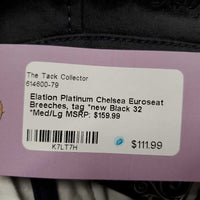 The Tack Collector
614600-79
Elation Platinum Chelsea Euroseat
Breeches, tag *new Black 32
*Med/Lg MSRP: $159.99
K7LT7H
$111.99